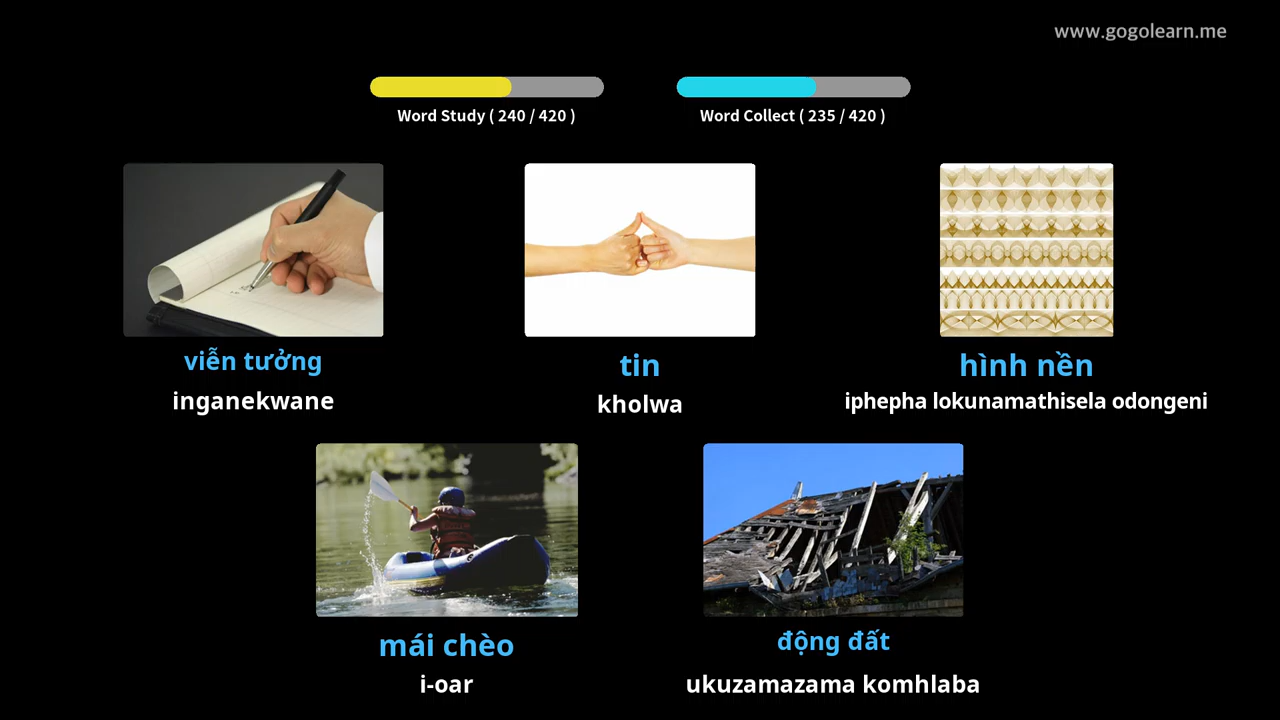 www.gogolearn.me
Word Study ( 240 / 420 )
Word Collect ( 235 / 420 )
viễn tưởng
inganekwane
tin
kholwa
hình nền
iphepha lokunamathisela odongeni
mái chèo
i-oar
động đất
ukuzamazama komhlaba